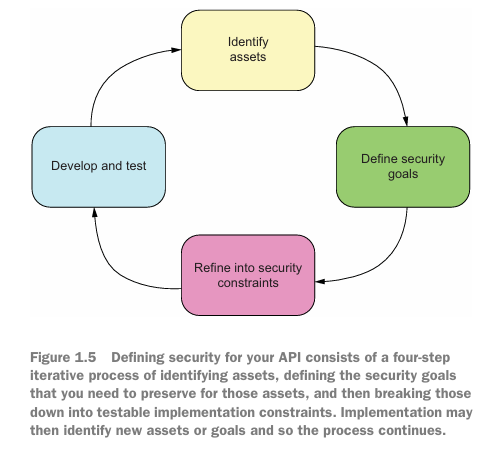 Identify
assets
Develop and test
Define security
goals
Refine into security
constraints
Figure 1.5 Defining security for your API consists of a four-step
iterative process of identifying assets, defining the security goals
that you need to preserve for those assets, and then breaking those
down into testable implementation constraints. Implementation may
then identify new assets or goals and so the process continues.